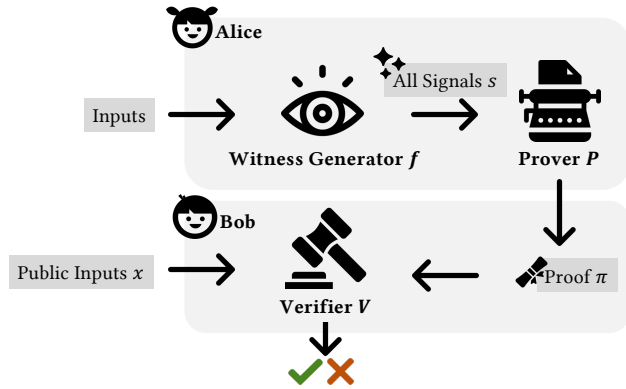 Alice
All Signals s
Inputs
Witness Generator f
Prover P
Bob
Public Inputs x
Proof π
Verifier V